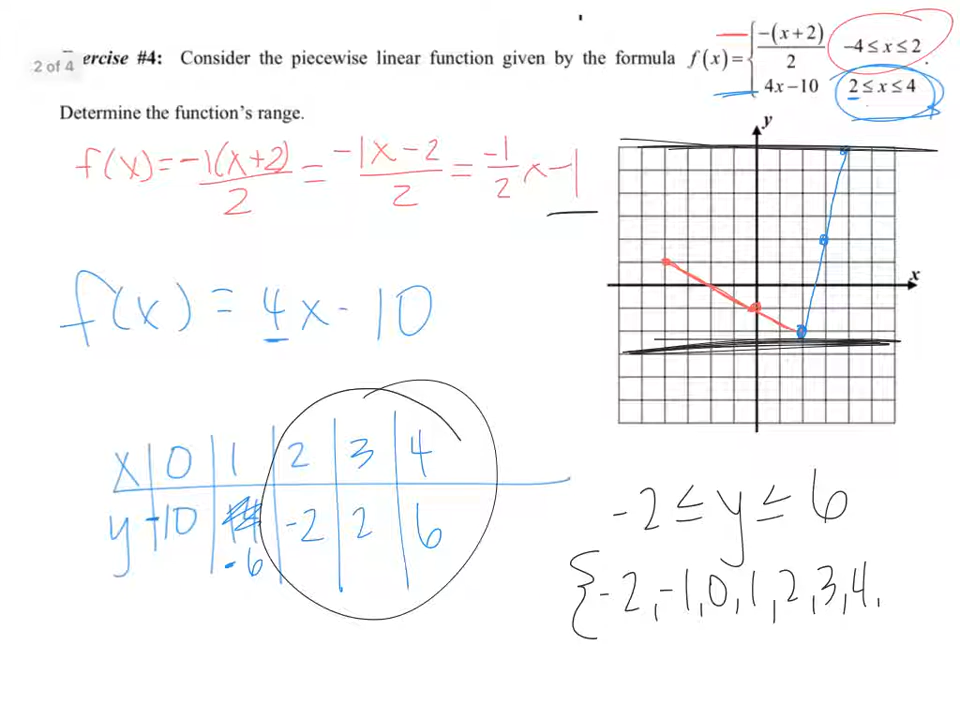 2 of 4 ercise #4: Consider the piecewise linear function given by the formula f(x) = { -(x+2)/2 -4 ≤ x ≤ 2
4x-10 2 ≤ x ≤ 4
Determine the function's range.
f(x) = -1(x+2)/2 = -1x-2/2 = -1/2 x -1
y
x
f(x) = 4x - 10
x | 0 | 1 | 2 | 3 | 4
y | -10 | -6 | -2 | 2 | 6
-2 ≤ y ≤ 6
{-2, -1, 0, 1, 2, 3, 4,